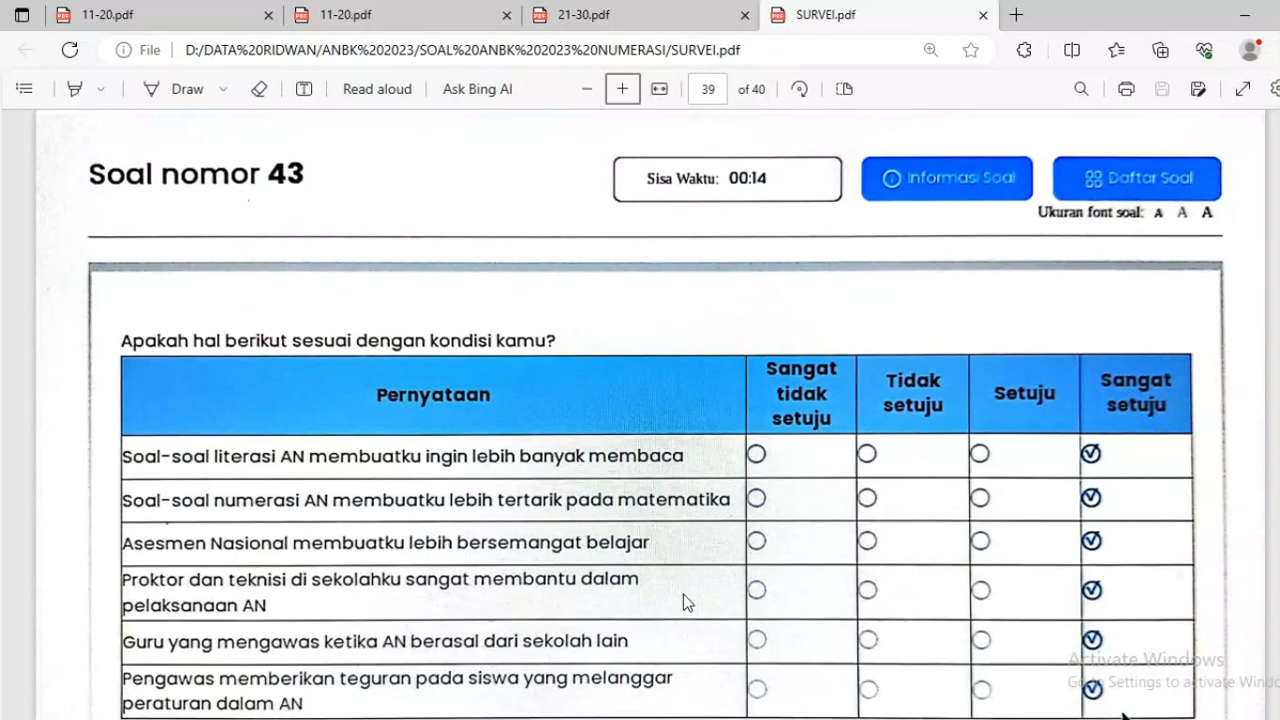 11-20.pdf
11-20.pdf
21-30.pdf
SURVEI.pdf
File
D:/DATA%20RIDWAN/ANBK%202023/SOAL%20ANBK%202023%20NUMERASI/SURVEI.pdf
Draw
Read aloud
Ask Bing AI
39
of 40
Soal nomor 43
Sisa Waktu: 00:14
Informasi Soal
Daftar Soal
Ukuran font soal: A A A
Apakah hal berikut sesuai dengan kondisi kamu?
Pernyataan
Sangat
tidak
setuju
Tidak
setuju
Setuju
Sangat
setuju
Soal-soal literasi AN membuatku ingin lebih banyak membaca
Soal-soal numerasi AN membuatku lebih tertarik pada matematika
Asesmen Nasional membuatku lebih bersemangat belajar
Proktor dan teknisi di sekolahku sangat membantu dalam
pelaksanaan AN
Guru yang mengawas ketika AN berasal dari sekolah lain
Pengawas memberikan teguran pada siswa yang melanggar
peraturan dalam AN
Activate Windows
Go to Settings to activate Wind